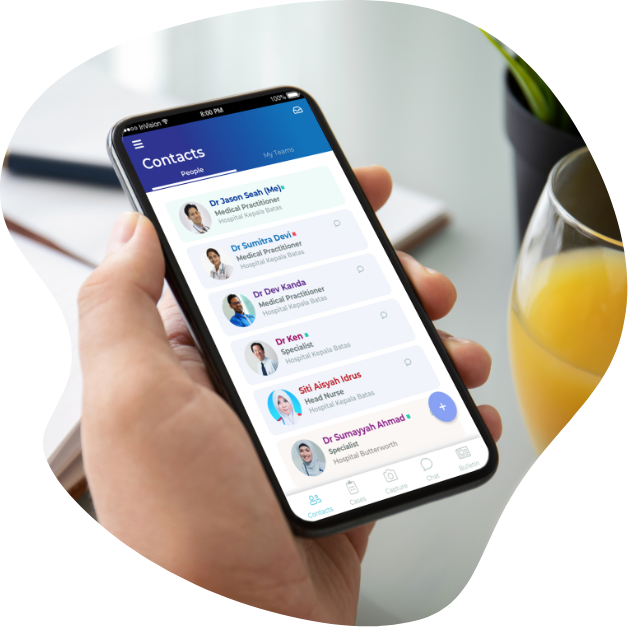 InVision
8:00 PM
100%
Contacts
People
My Teams
Dr Jason Seah (Me)
Medical Practitioner
Hospital Kepala Batas
Dr Sumitra Devi
Medical Practitioner
Hospital Kepala Batas
Dr Dev Kanda
Medical Practitioner
Hospital Kepala Batas
Dr Ken
Specialist
Hospital Kepala Batas
Siti Aisyah Idrus
Head Nurse
Hospital Kepala Batas
Dr Sumayyah Ahmad
Specialist
Hospital Butterworth
+
Contacts
Cases
Capture
Chat
Bulletin